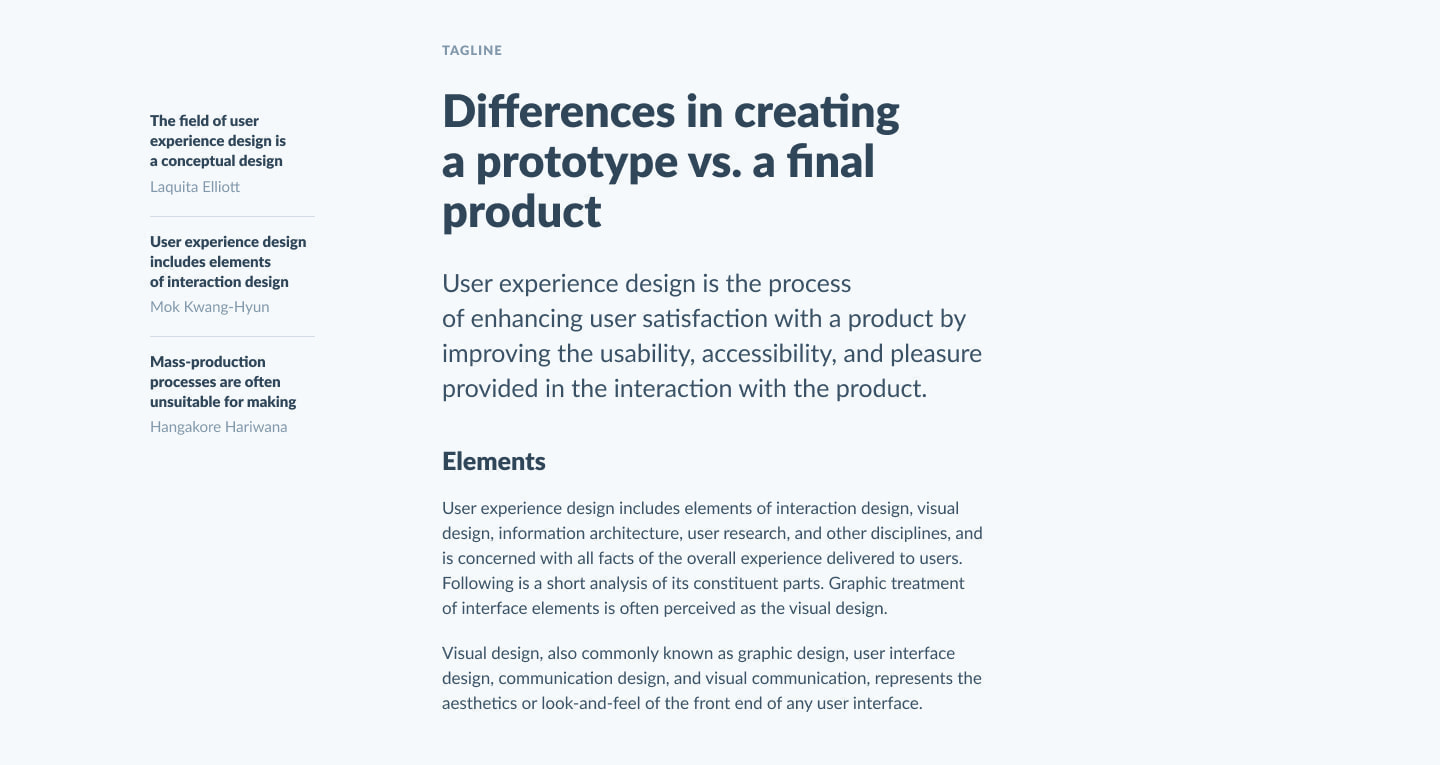 TAGLINE
Differences in creating
a prototype vs. a final
product
User experience design is the process
of enhancing user satisfaction with a product by
improving the usability, accessibility, and pleasure
provided in the interaction with the product.
Elements
User experience design includes elements of interaction design, visual
design, information architecture, user research, and other disciplines, and
is concerned with all facts of the overall experience delivered to users.
Following is a short analysis of its constituent parts. Graphic treatment
of interface elements is often perceived as the visual design.
Visual design, also commonly known as graphic design, user interface
design, communication design, and visual communication, represents the
aesthetics or look-and-feel of the front end of any user interface.
The field of user
experience design is
a conceptual design
Laquita Elliott
User experience design
includes elements
of interaction design
Mok Kwang-Hyun
Mass-production
processes are often
unsuitable for making
Hangakore Hariwana